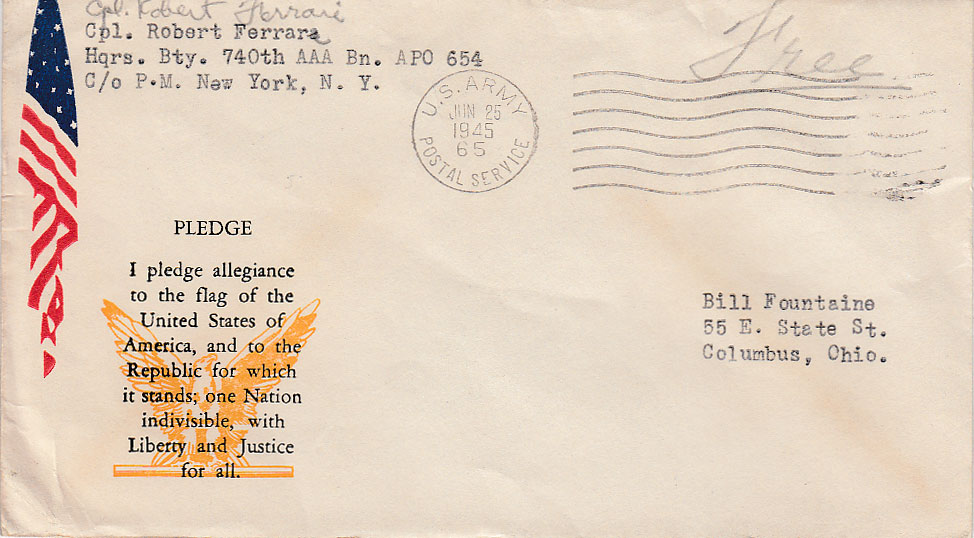 Cpl. Robert Ferrari
Cpl. Robert Ferrara
Hqrs. Bty. 740th AAA Bn. APO 654
C/o P.M. New York, N. Y.
Free
U.S. ARMY
JUN 25
1945
65
POSTAL SERVICE
PLEDGE
I pledge allegiance
to the flag of the
United States of
America, and to the
Republic for which
it stands; one Nation
indivisible, with
Liberty and Justice
for all.
Bill Fountaine
55 E. State St.
Columbus, Ohio.